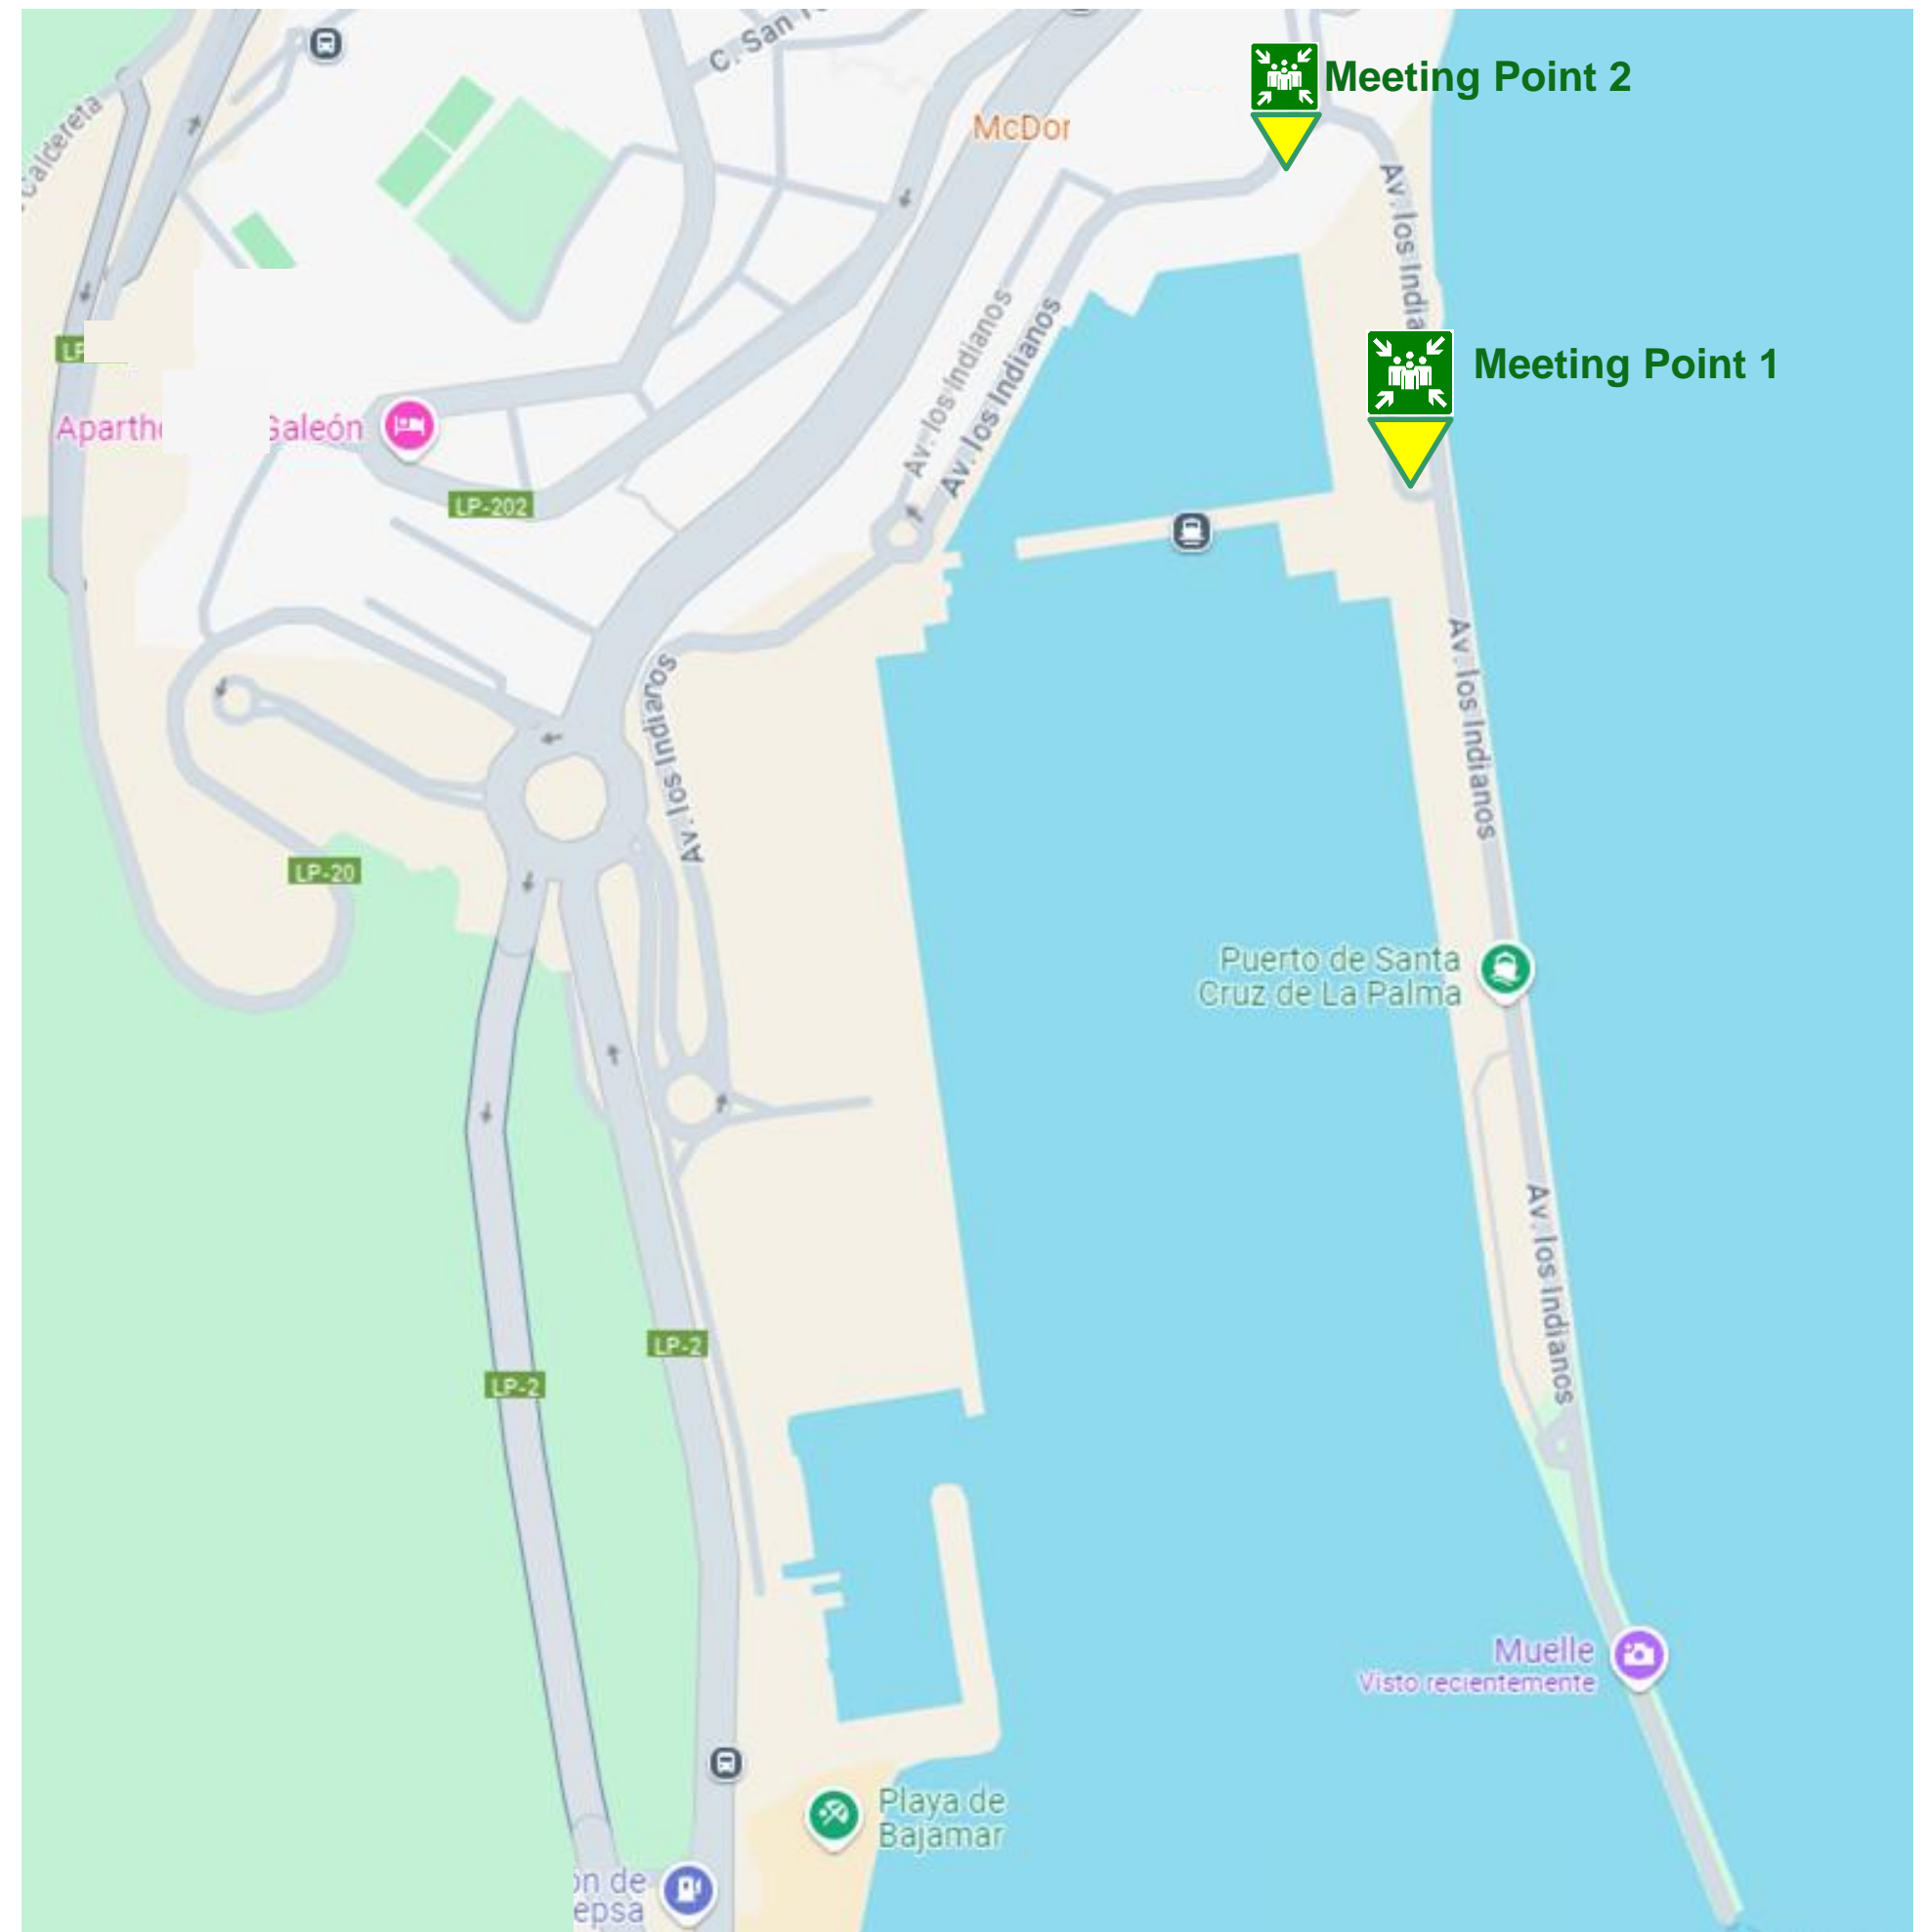 C. San
Meeting Point 2
Caldereta
McDor
Av. los India
Meeting Point 1
Av. los Indianos
Av. los Indianos
LP
Aparth
Galeón
LP-202
Av. los Indianos
Av. los Indianos
LP-20
Puerto de Santa
Cruz de La Palma
Av. los Indianos
LP-2
LP-2
Muelle
Visto recientemente
Playa de
Bajamar
ón de
epsa